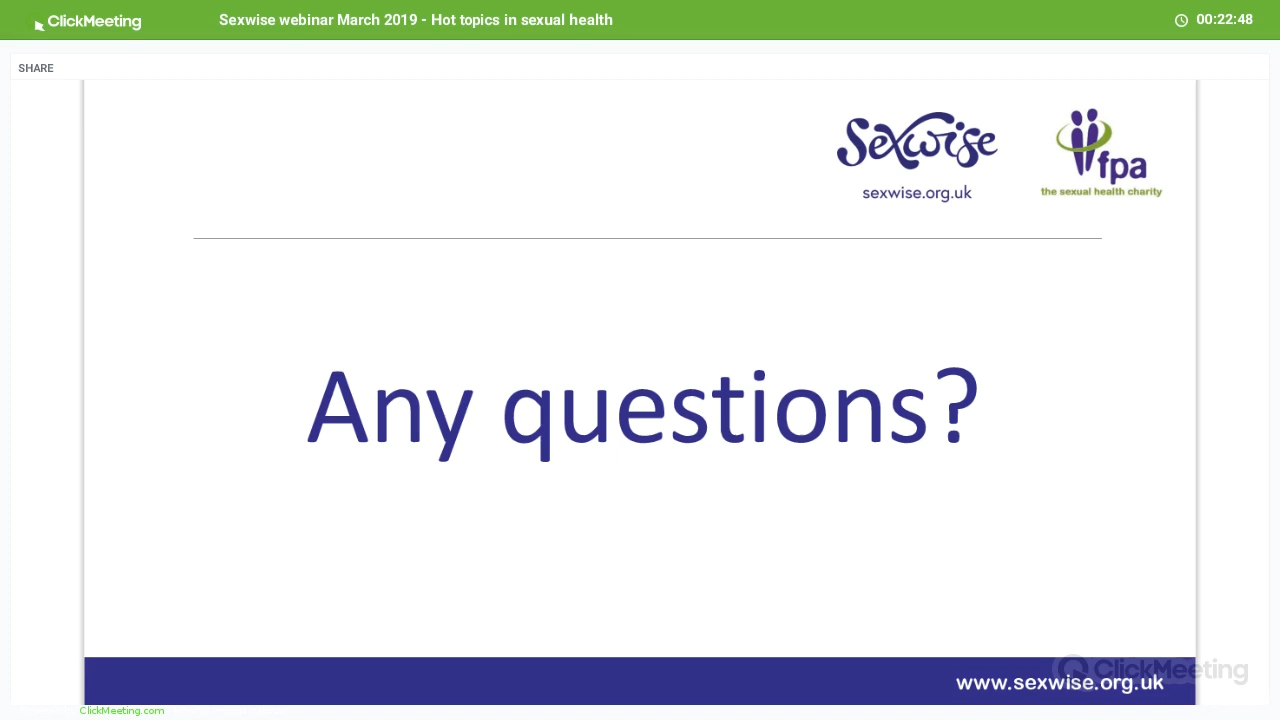 ClickMeeting
Sexwise webinar March 2019 - Hot topics in sexual health
00:22:48
SHARE
Sexwise
sexwise.org.uk
fpa
the sexual health charity
Any questions?
ClickMeeting
www.sexwise.org.uk
ClickMeeting.com